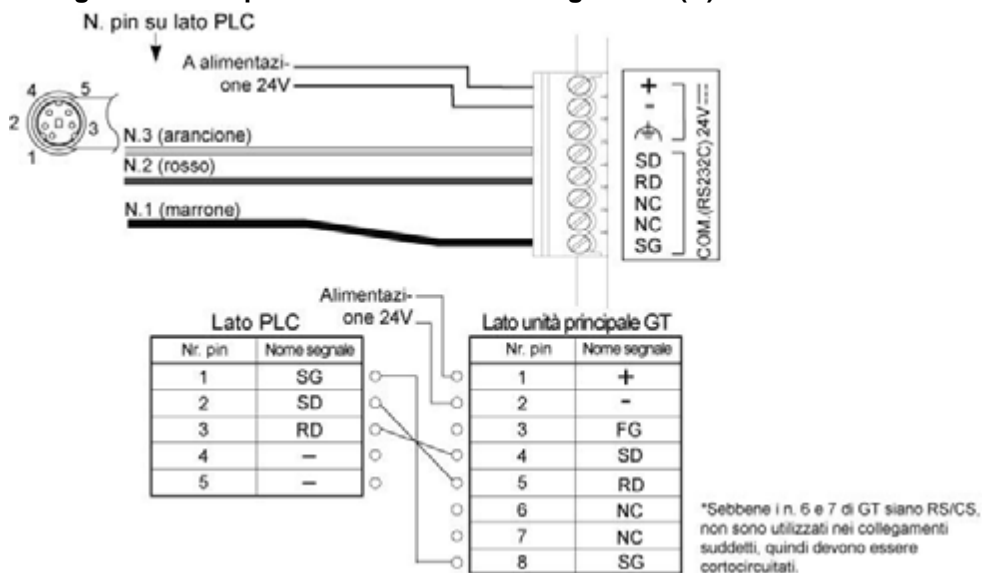 N. pin su lato PLC
A alimentazi-
one 24V
4
5
2
3
1
N.3 (arancione)
N.2 (rosso)
N.1 (marrone)
+
-
SD
RD
NC
NC
SG
COM.(RS232C) 24V
Alimentazi-
one 24V
Lato PLC
Nr. pin Nome segnale
1 SG
2 SD
3 RD
4 —
5 —
Lato unità principale GT
Nr. pin Nome segnale
1 +
2 -
3 FG
4 SD
5 RD
6 NC
7 NC
8 SG
*Sebbene i n. 6 e 7 di GT siano RS/CS,
non sono utilizzati nei collegamenti
suddetti, quindi devono essere
cortocircuitati.